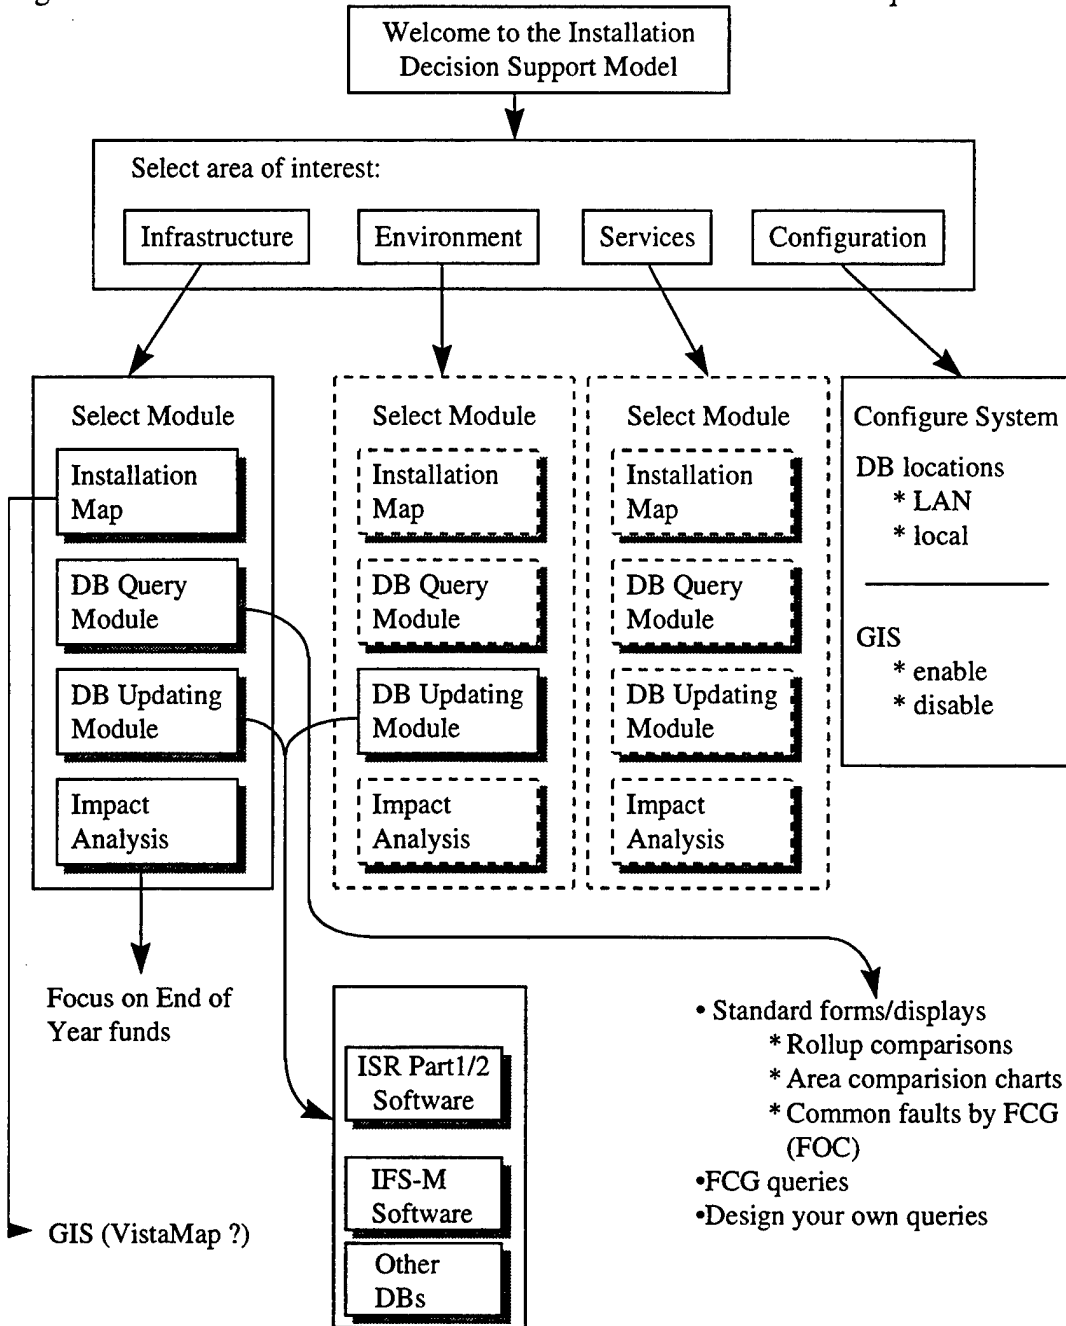 Welcome to the Installation
Decision Support Model
Select area of interest:
Infrastructure
Environment
Services
Configuration
Select Module
Installation
Map
DB Query
Module
DB Updating
Module
Impact
Analysis
Select Module
Installation
Map
DB Query
Module
DB Updating
Module
Impact
Analysis
Select Module
Installation
Map
DB Query
Module
DB Updating
Module
Impact
Analysis
Configure System
DB locations
* LAN
* local
GIS
* enable
* disable
Focus on End of
Year funds
GIS (VistaMap ?)
ISR Part1/2
Software
IFS-M
Software
Other
DBs
• Standard forms/displays
* Rollup comparisons
* Area comparision charts
* Common faults by FCG
(FOC)
•FCG queries
•Design your own queries